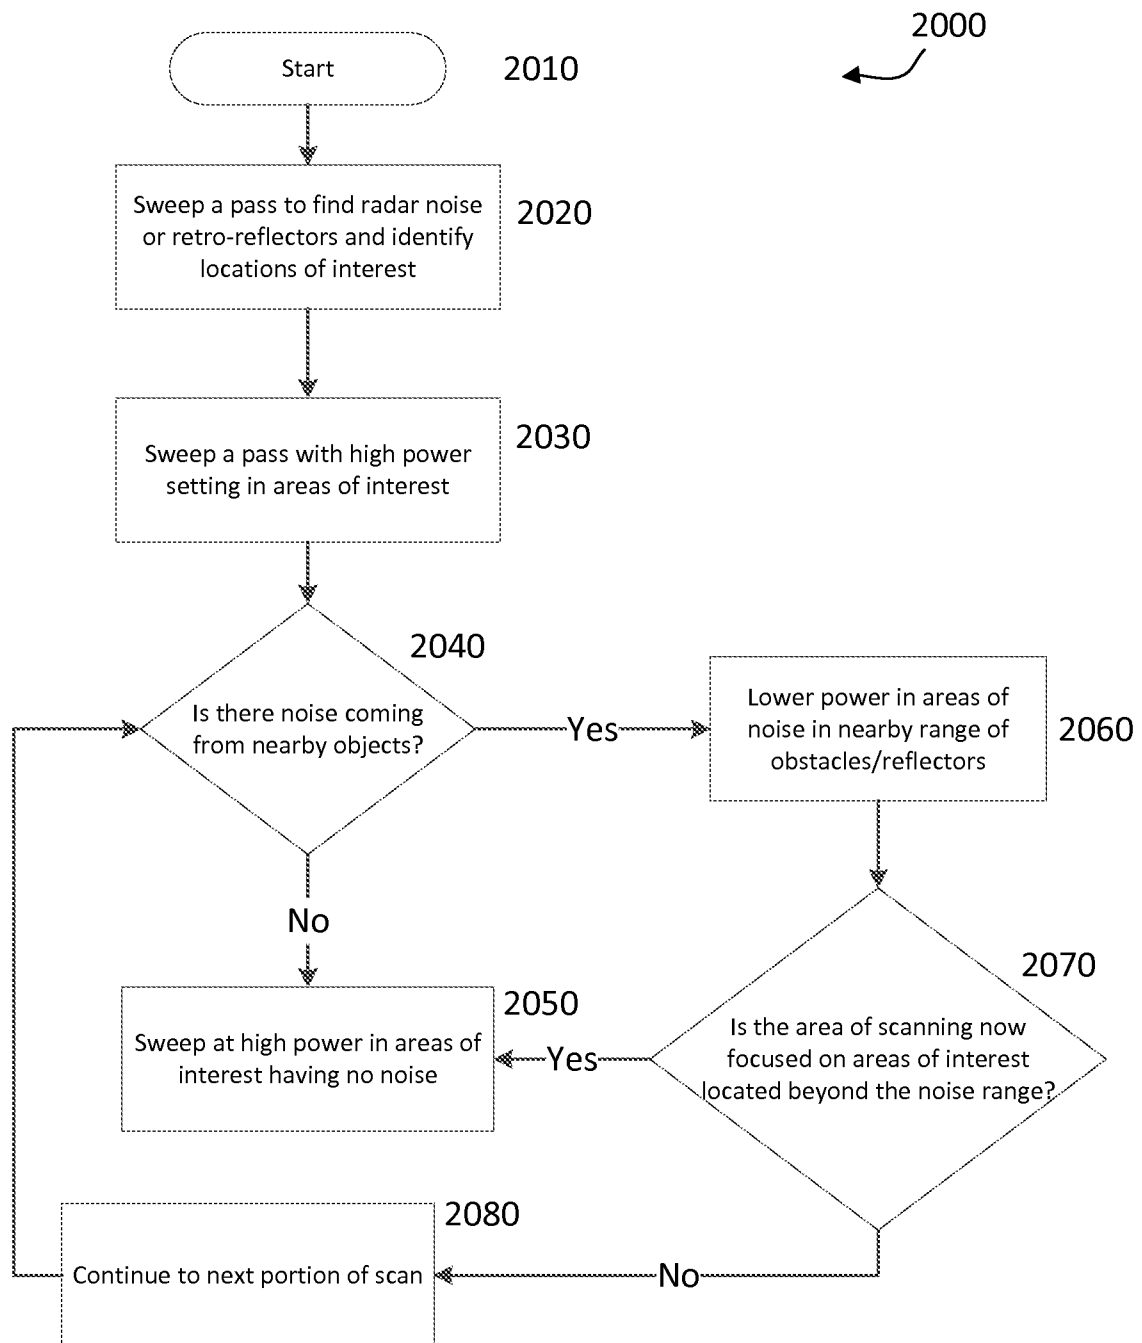 2000
Start
2010
Sweep a pass to find radar noise
or retro-reflectors and identify
locations of interest
2020
Sweep a pass with high power
setting in areas of interest
2030
2040
Is there noise coming
from nearby objects?
Yes
Lower power in areas of
noise in nearby range of
obstacles/reflectors
2060
No
2070
Is the area of scanning now
focused on areas of interest
located beyond the noise range?
Yes
2050
Sweep at high power in areas of
interest having no noise
No
2080
Continue to next portion of scan